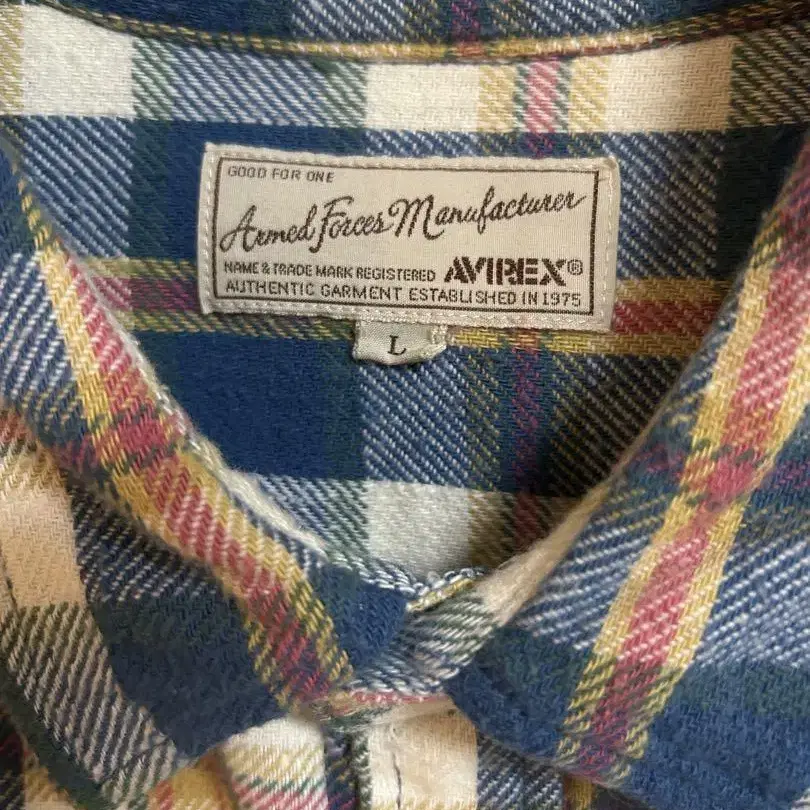 GOOD FOR ONE
Armed Forces Manufacturer
NAME & TRADE MARK REGISTERED AVIREX®
AUTHENTIC GARMENT ESTABLISHED IN 1975
L